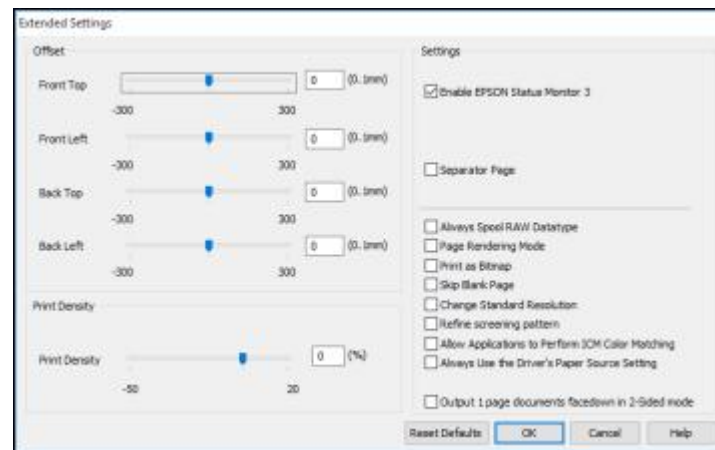 Extended Settings
Offset
Front Top 0 (0.1mm)
-300 300
Front Left 0 (0.1mm)
-300 300
Back Top 0 (0.1mm)
-300 300
Back Left 0 (0.1mm)
-300 300
Print Density
Print Density 0 (%)
-50 20
Settings
Enable EPSON Status Monitor 3
Separator Page
Always Spool RAW Datatype
Page Rendering Mode
Print as Bitmap
Skip Blank Page
Change Standard Resolution
Refine screening pattern
Allow Applications to Perform ICM Color Matching
Always Use the Driver's Paper Source Setting
Output 1 page documents facedown in 2-Sided mode
Reset Defaults OK Cancel Help